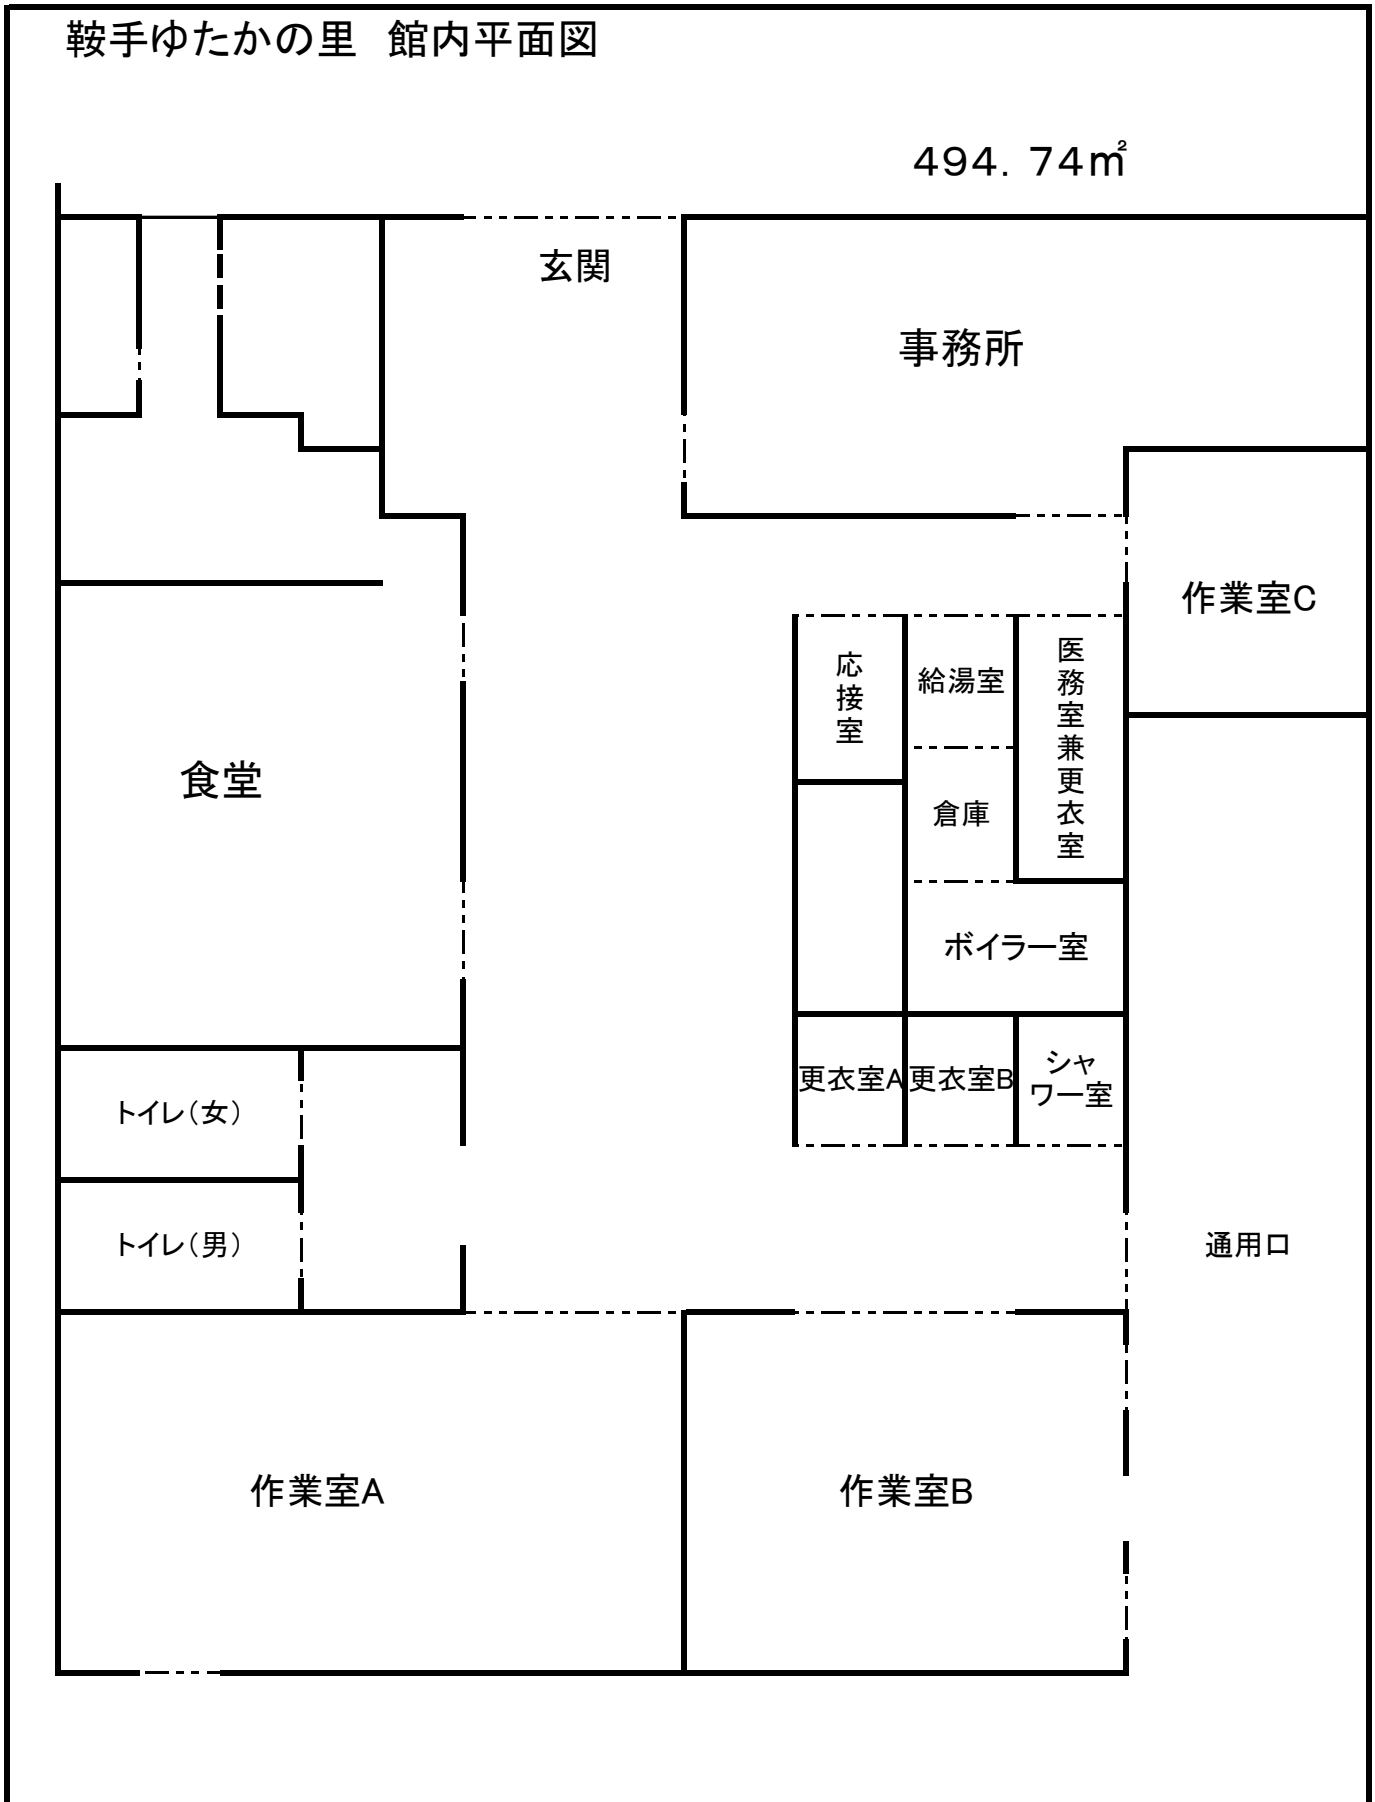 鞍手ゆたかの里　館内平面図
４９４．７４㎡
玄関
事務所
作業室C
応接室
給湯室
医務室兼更衣室
食堂
倉庫
ボイラー室
更衣室A
更衣室B
シャ
ワー室
トイレ（女）
トイレ（男）
通用口
作業室A
作業室B